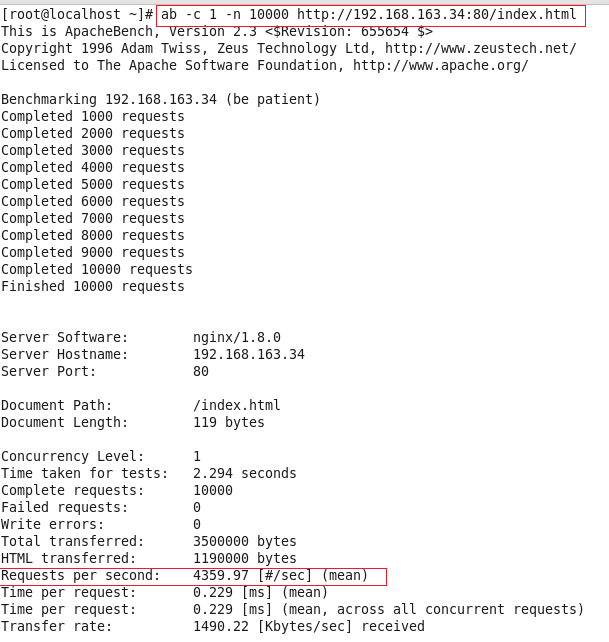 [root@localhost ~]# ab -c 1 -n 10000 http://192.168.163.34:80/index.html
This is ApacheBench, Version 2.3 <$Revision: 655654 $>
Copyright 1996 Adam Twiss, Zeus Technology Ltd, http://www.zeustech.net/
Licensed to The Apache Software Foundation, http://www.apache.org/

Benchmarking 192.168.163.34 (be patient)
Completed 1000 requests
Completed 2000 requests
Completed 3000 requests
Completed 4000 requests
Completed 5000 requests
Completed 6000 requests
Completed 7000 requests
Completed 8000 requests
Completed 9000 requests
Completed 10000 requests
Finished 10000 requests

Server Software:        nginx/1.8.0
Server Hostname:        192.168.163.34
Server Port:            80

Document Path:          /index.html
Document Length:        119 bytes

Concurrency Level:      1
Time taken for tests:   2.294 seconds
Complete requests:      10000
Failed requests:        0
Write errors:           0
Total transferred:      3500000 bytes
HTML transferred:       1190000 bytes
Requests per second:    4359.97 [#/sec] (mean)
Time per request:       0.229 [ms] (mean)
Time per request:       0.229 [ms] (mean, across all concurrent requests)
Transfer rate:          1490.22 [Kbytes/sec] received